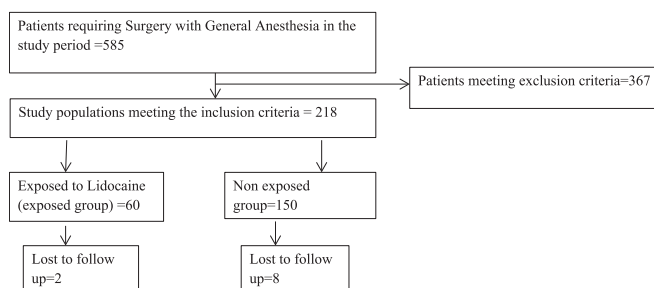 Patients requiring Surgery with General Anesthesia in the
study period =585
Patients meeting exclusion criteria=367
Study populations meeting the inclusion criteria = 218
Exposed to Lidocaine
(exposed group) =60
Non exposed
group=150
Lost to follow
up=2
Lost to follow
up=8